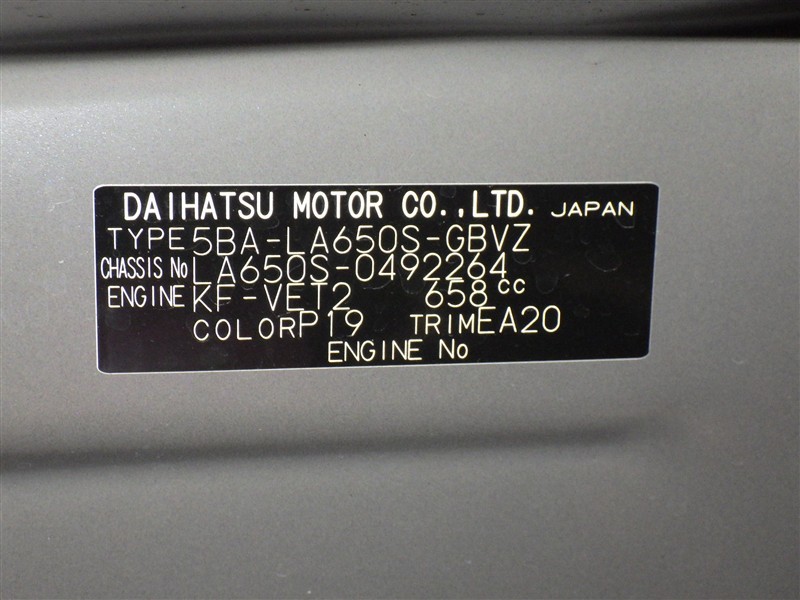 DAIHATSU MOTOR CO.,LTD. JAPAN
TYPE 5BA-LA650S-GBVZ
CHASSIS No LA650S-0492264
ENGINE KF-VET2 658 cc
COLOR P19 TRIM EA20
ENGINE No